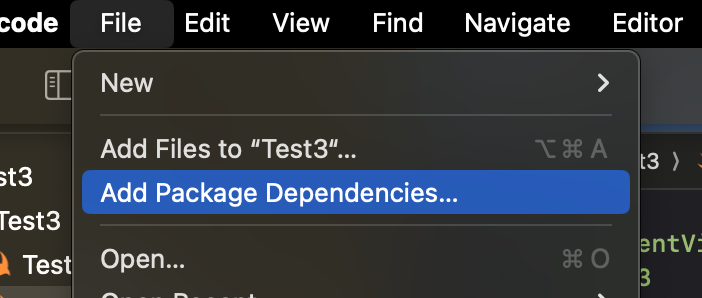 code File Edit View Find Navigate Editor
New
Add Files to “Test3“... ⌥⌘A
Add Package Dependencies...
Open... ⌘O
st3
Test3
Test
t3
entVi
3